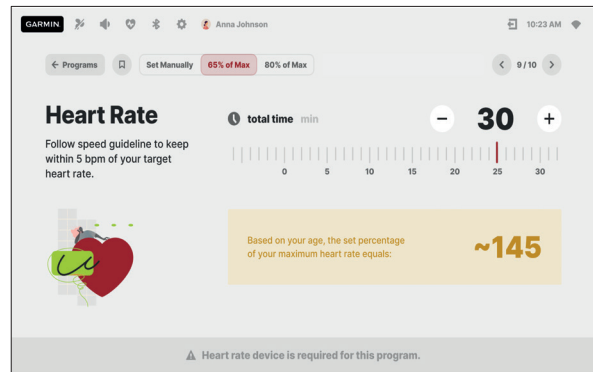 GARMIN
Anna Johnson
10:23 AM
← Programs
Set Manually
65% of Max
80% of Max
9/10
Heart Rate
Follow speed guideline to keep
within 5 bpm of your target
heart rate.
total time min
30
0 5 10 15 20 25 30
Based on your age, the set percentage
of your maximum heart rate equals:
~145
Heart rate device is required for this program.